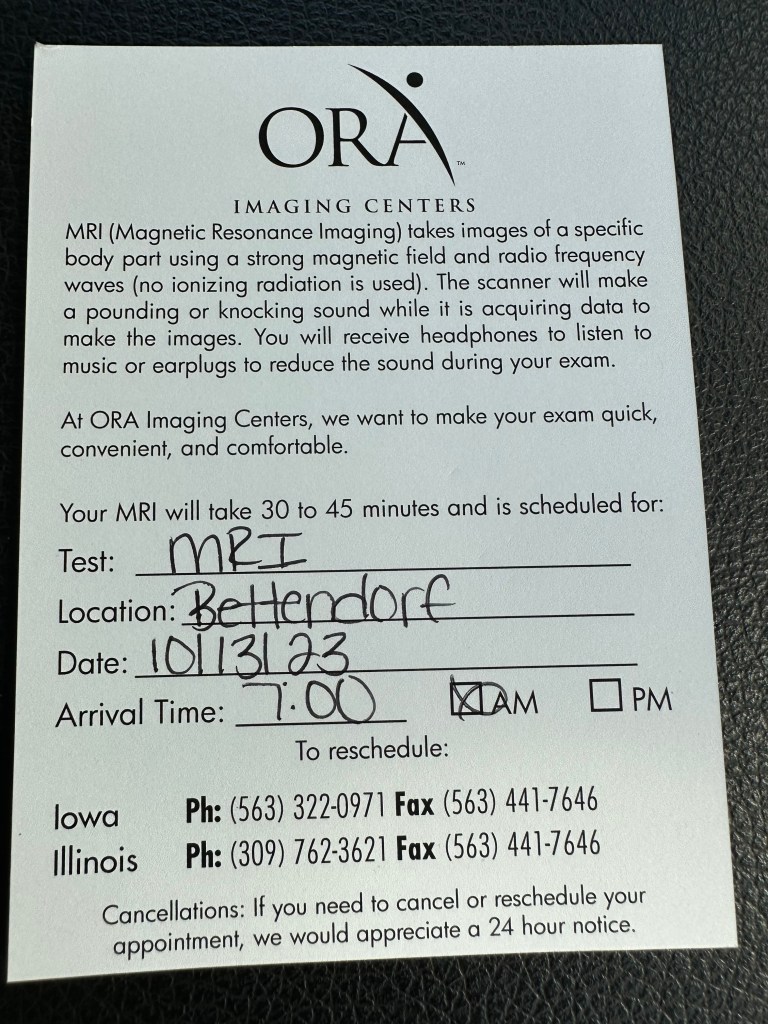 ORA™
IMAGING CENTERS
MRI (Magnetic Resonance Imaging) takes images of a specific
body part using a strong magnetic field and radio frequency
waves (no ionizing radiation is used). The scanner will make
a pounding or knocking sound while it is acquiring data to
make the images. You will receive headphones to listen to
music or earplugs to reduce the sound during your exam.
At ORA Imaging Centers, we want to make your exam quick,
convenient, and comfortable.
Your MRI will take 30 to 45 minutes and is scheduled for:
Test: MRI
Location: Bettendorf
Date: 10/13/23
Arrival Time: 7:00 ☒ AM ☐ PM
To reschedule:
Iowa Ph: (563) 322-0971 Fax (563) 441-7646
Illinois Ph: (309) 762-3621 Fax (563) 441-7646
Cancellations: If you need to cancel or reschedule your
appointment, we would appreciate a 24 hour notice.